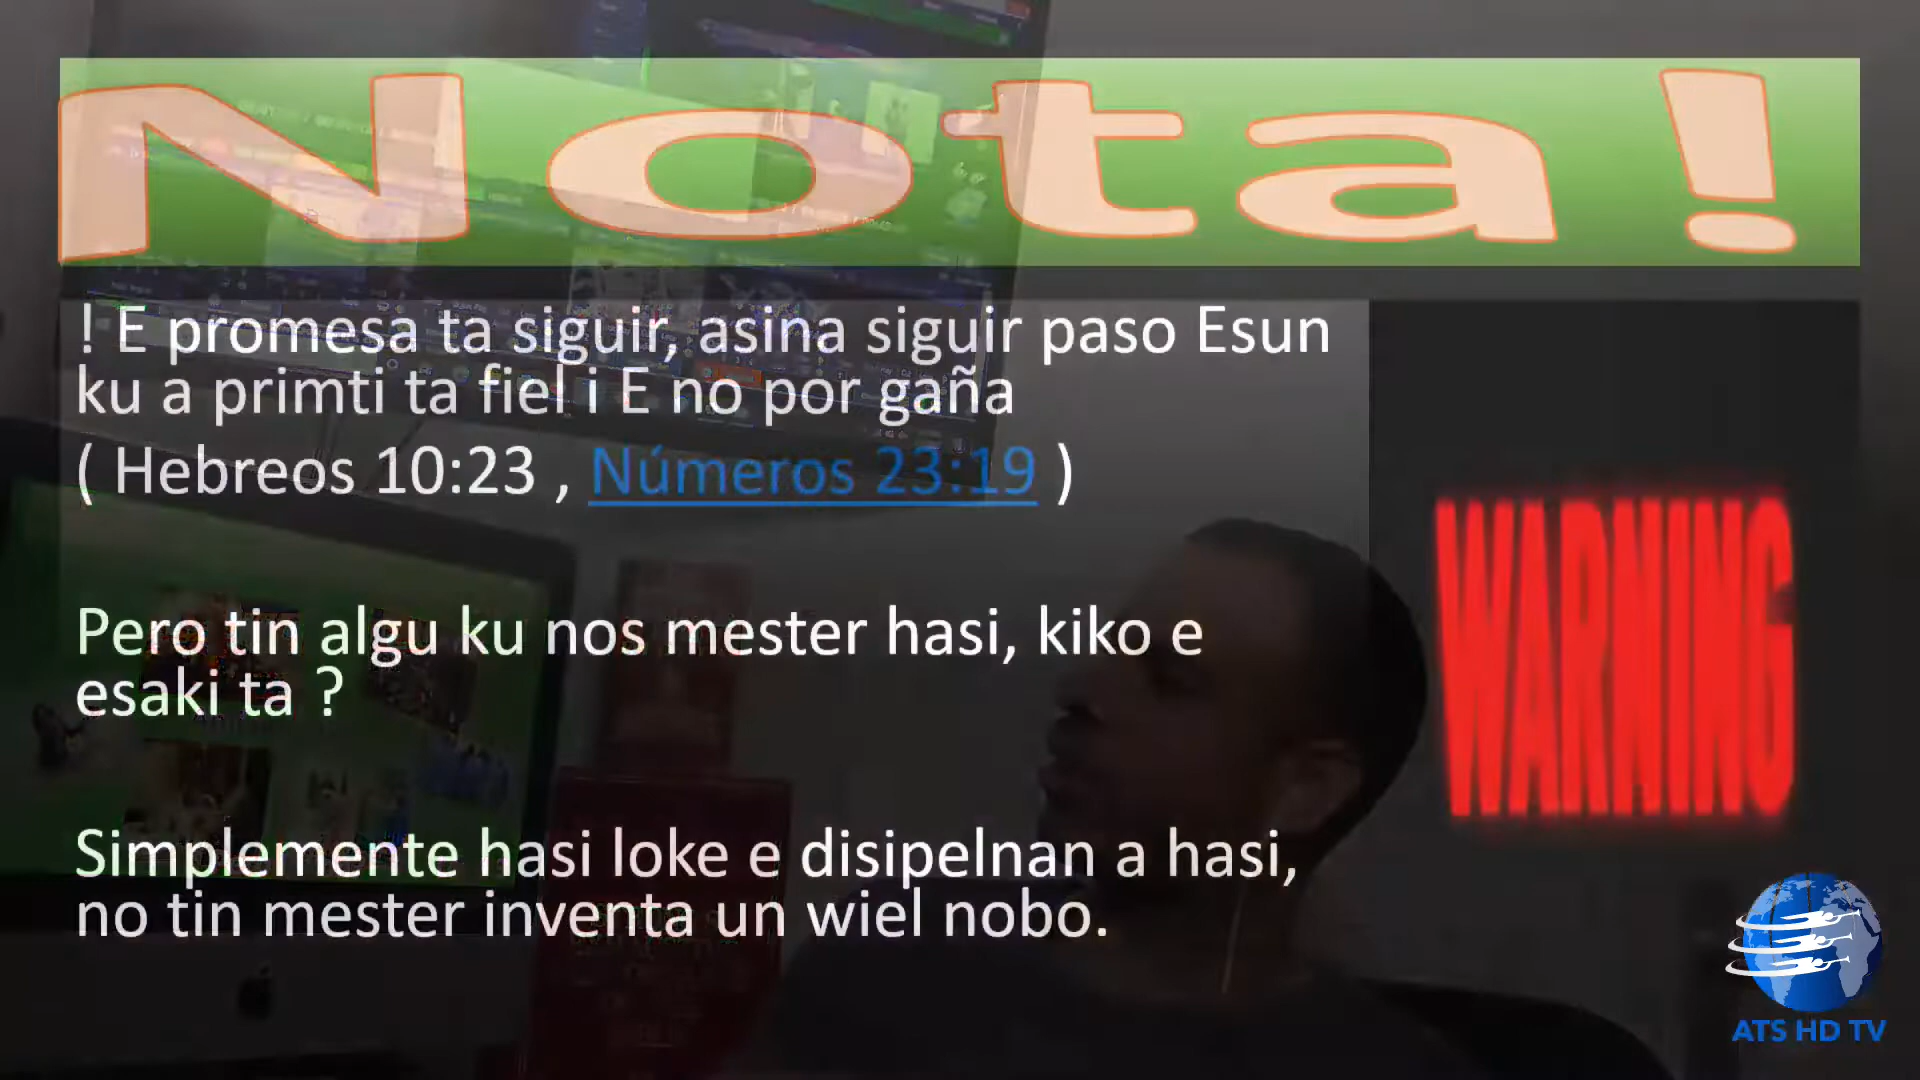 Nota!
! E promesa ta siguir, asina siguir paso Esun
ku a primti ta fiel i E no por gaña
( Hebreos 10:23 , Números 23:19 )
Pero tin algu ku nos mester hasi, kiko e
esaki ta ?
Simplemente hasi loke e disipelnan a hasi,
no tin mester inventa un wiel nobo.
WARNING
ATS HD TV